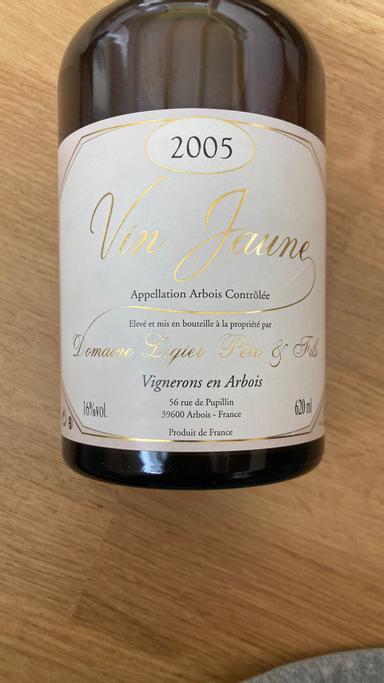 2005
Vin Jaune
Appellation Arbois Contrôlée
Elevé et mis en bouteille à la propriété par
Domaine Ligier Père & Fils
Vignerons en Arbois
56 rue de Pupillin
16%vol.
39600 Arbois - France
620 ml
Produit de France